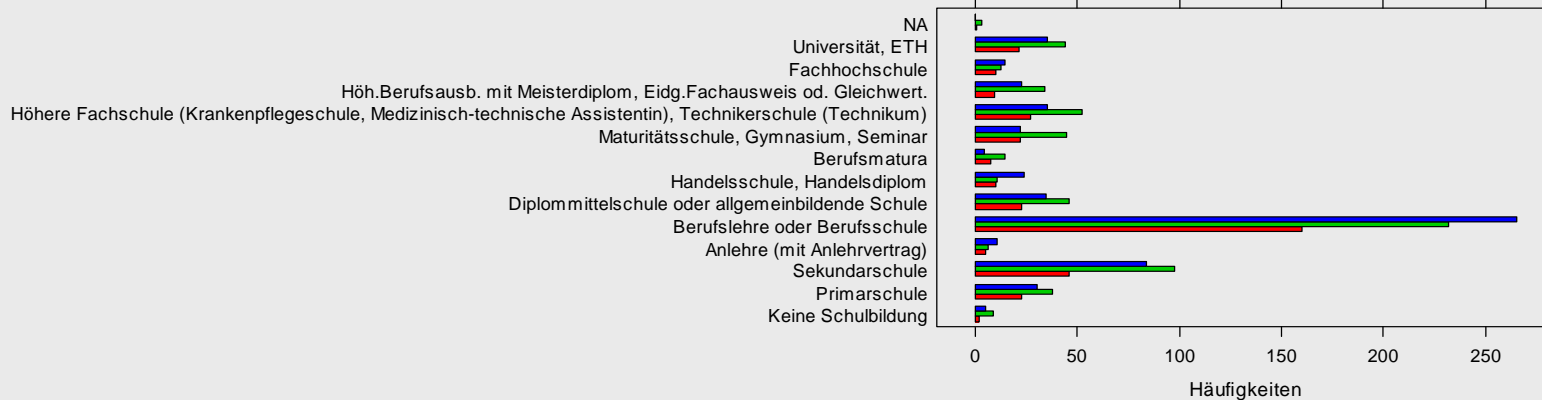 NA
Universität, ETH
Fachhochschule
Höh.Berufsausb. mit Meisterdiplom, Eidg.Fachausweis od. Gleichwert.
Höhere Fachschule (Krankenpflegeschule, Medizinisch-technische Assistentin), Technikerschule (Technikum)
Maturitätsschule, Gymnasium, Seminar
Berufsmatura
Handelsschule, Handelsdiplom
Diplommittelschule oder allgemeinbildende Schule
Berufslehre oder Berufsschule
Anlehre (mit Anlehrvertrag)
Sekundarschule
Primarschule
Keine Schulbildung
0 50 100 150 200 250
Häufigkeiten